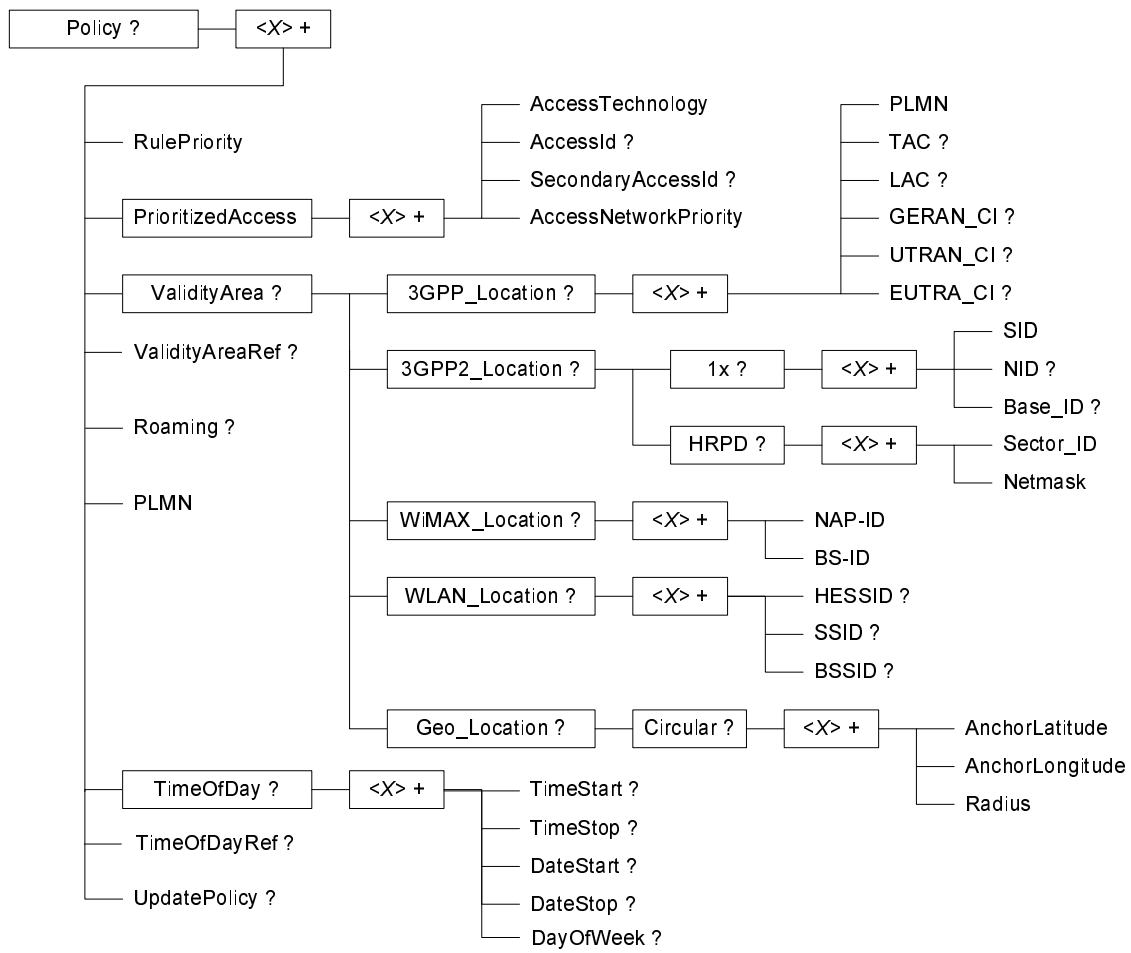 Policy ?
<X> +
RulePriority
PrioritizedAccess
<X> +
AccessTechnology
AccessId ?
SecondaryAccessId ?
AccessNetworkPriority
ValidityArea ?
3GPP_Location ?
<X> +
PLMN
TAC ?
LAC ?
GERAN_CI ?
UTRAN_CI ?
EUTRA_CI ?
3GPP2_Location ?
1x ?
<X> +
SID
NID ?
Base_ID ?
HRPD ?
<X> +
Sector_ID
Netmask
WiMAX_Location ?
<X> +
NAP-ID
BS-ID
WLAN_Location ?
<X> +
HESSID ?
SSID ?
BSSID ?
Geo_Location ?
Circular ?
<X> +
AnchorLatitude
AnchorLongitude
Radius
ValidityAreaRef ?
Roaming ?
PLMN
TimeOfDay ?
<X> +
TimeStart ?
TimeStop ?
DateStart ?
DateStop ?
DayOfWeek ?
TimeOfDayRef ?
UpdatePolicy ?